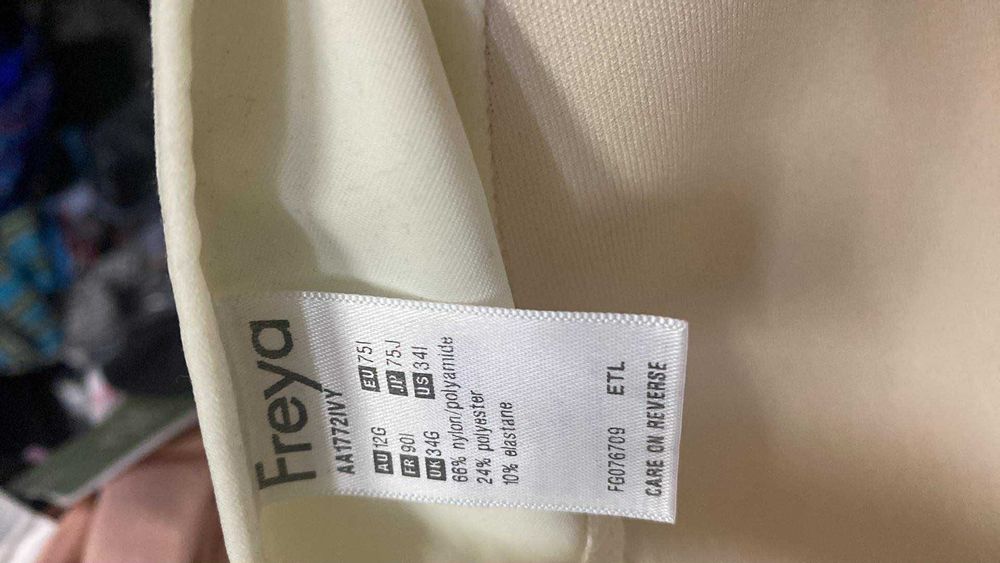 Freya
AA1772IVY
AU 12G EU 75I
FR 90I JP 75J
UK 34G US 34I
66% nylon/polyamide
24% polyester
10% elastane
FG076709 ETL
CARE ON REVERSE